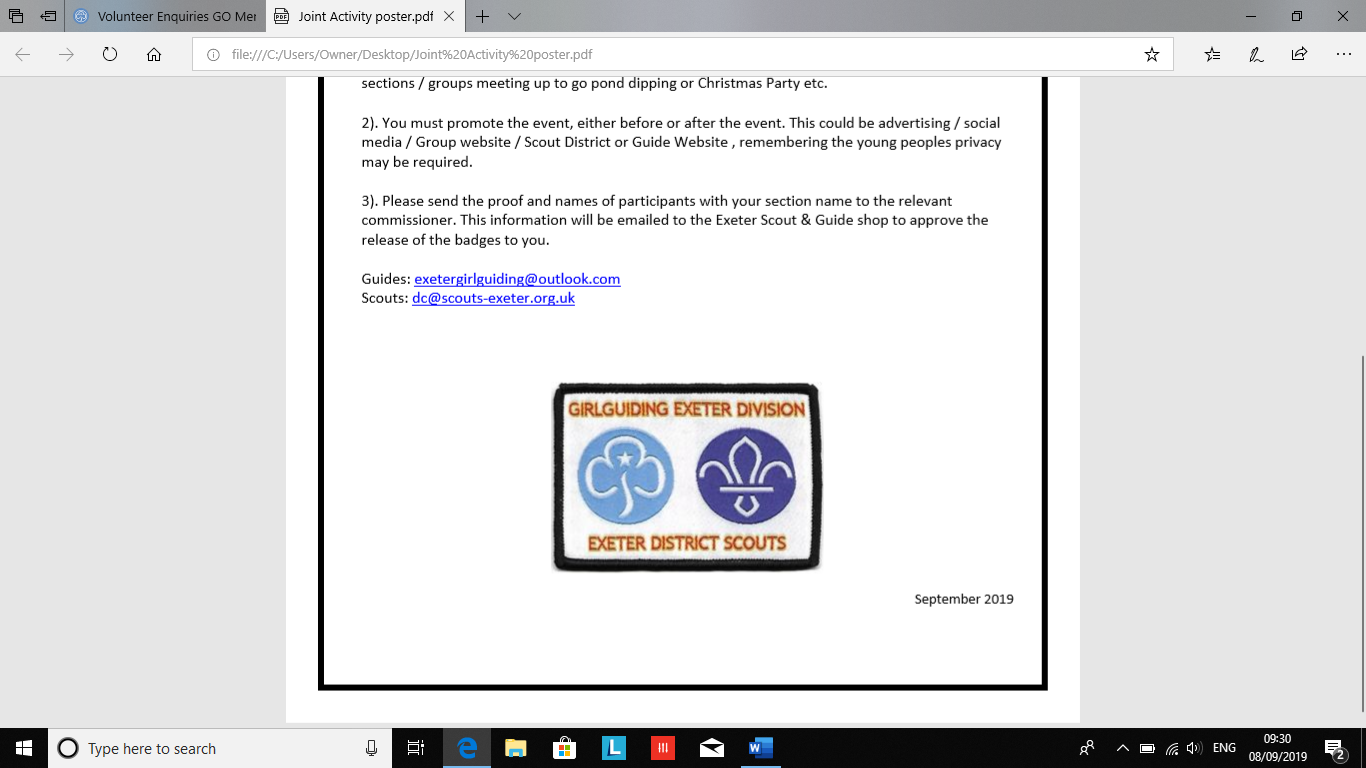 Volunteer Enquiries GO Mer
Joint Activity poster.pdf
file:///C:/Users/Owner/Desktop/Joint%20Activity%20poster.pdf
sections / groups meeting up to go pond dipping or Christmas Party etc.
2). You must promote the event, either before or after the event. This could be advertising / social
media / Group website / Scout District or Guide Website , remembering the young peoples privacy
may be required.
3). Please send the proof and names of participants with your section name to the relevant
commissioner. This information will be emailed to the Exeter Scout & Guide shop to approve the
release of the badges to you.
Guides: exetergirlguiding@outlook.com
Scouts: dc@scouts-exeter.org.uk
GIRLGUIDING EXETER DIVISION
EXETER DISTRICT SCOUTS
September 2019
Type here to search
ENG
09:30
08/09/2019
2